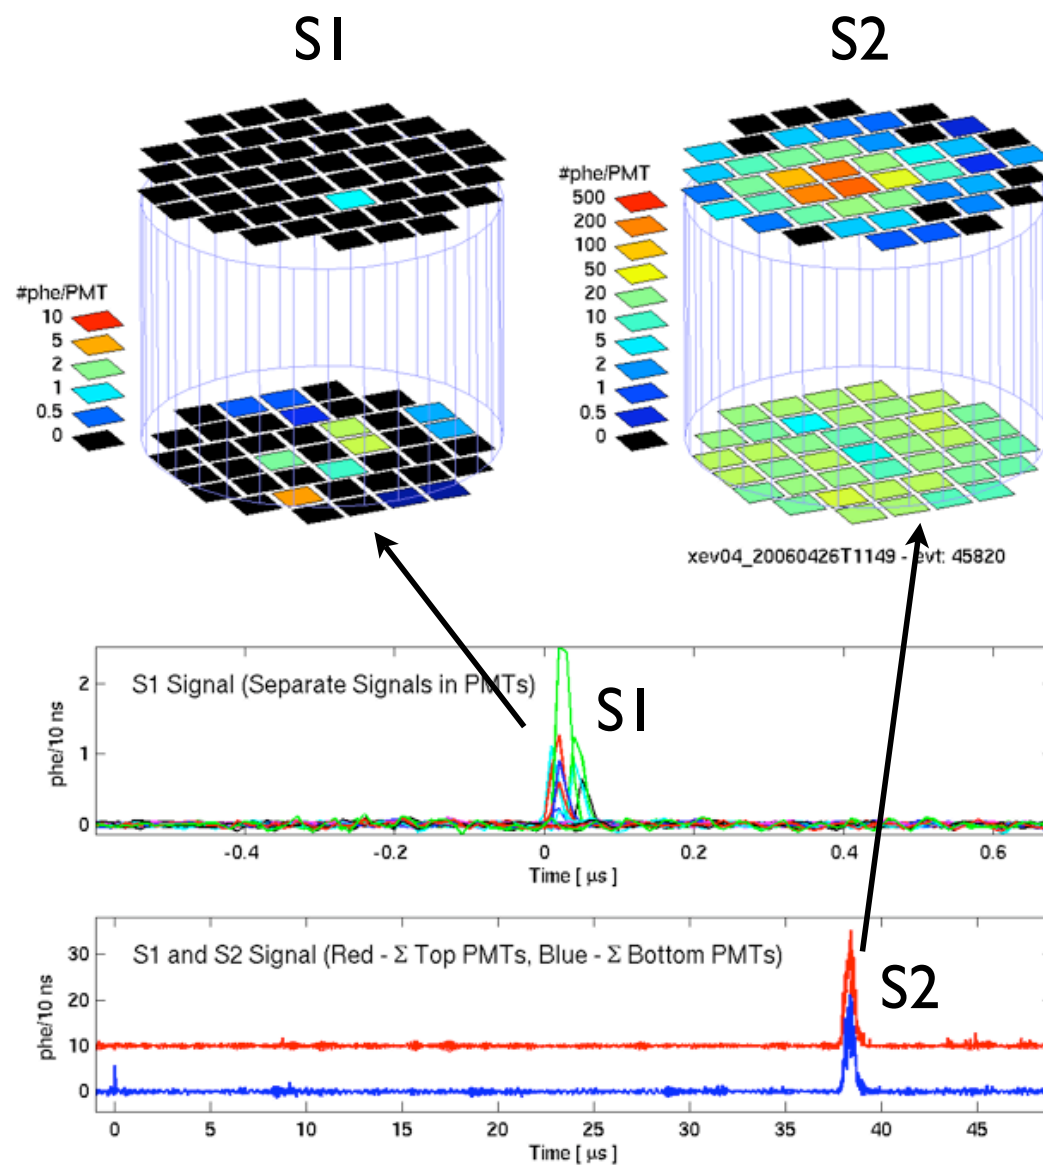 S1 S2
#phe/PMT
500
200
100
50
20
10
5
2
1
0.5
0
#phe/PMT
10
5
2
1
0.5
0
xev04_20060426T1149 - evt: 45820
S1 Signal (Separate Signals in PMTs)
S1
phe/10 ns
2
1
0
-0.4 -0.2 0 0.2 0.4 0.6
Time [ μs ]
S1 and S2 Signal (Red - Σ Top PMTs, Blue - Σ Bottom PMTs)
S2
phe/10 ns
30
20
10
0
0 5 10 15 20 25 30 35 40 45
Time [ μs ]